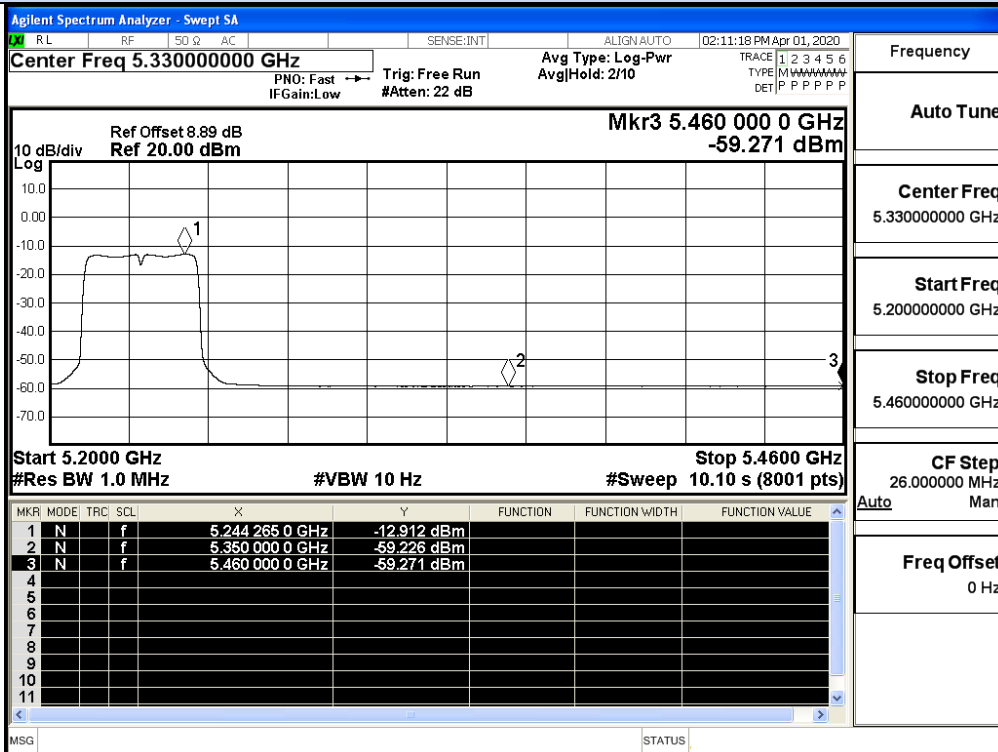 Agilent Spectrum Analyzer - Swept SA
LXI RL RF 50 Ω AC SENSE:INT ALIGN AUTO 02:11:18 PM Apr 01, 2020
Center Freq 5.330000000 GHz
PNO: Fast
IFGain:Low
Trig: Free Run
#Atten: 22 dB
Avg Type: Log-Pwr
Avg|Hold: 2/10
TRACE 1 2 3 4 5 6
TYPE M WWWWW
DET P P P P P P
Frequency
Auto Tune
Center Freq
5.330000000 GHz
Start Freq
5.200000000 GHz
Stop Freq
5.460000000 GHz
CF Step
26.000000 MHz
Auto Man
Freq Offset
0 Hz
Mkr3 5.460 000 0 GHz
-59.271 dBm
Ref Offset 8.89 dB
10 dB/div Ref 20.00 dBm
Log
10.0
0.00
-10.0
-20.0
-30.0
-40.0
-50.0
-60.0
-70.0
1
2
3
Start 5.2000 GHz Stop 5.4600 GHz
#Res BW 1.0 MHz #VBW 10 Hz #Sweep 10.10 s (8001 pts)
MKR MODE TRC SCL X Y FUNCTION FUNCTION WIDTH FUNCTION VALUE
1 N f 5.244 265 0 GHz -12.912 dBm
2 N f 5.350 000 0 GHz -59.226 dBm
3 N f 5.460 000 0 GHz -59.271 dBm
4
5
6
7
8
9
10
11
MSG STATUS